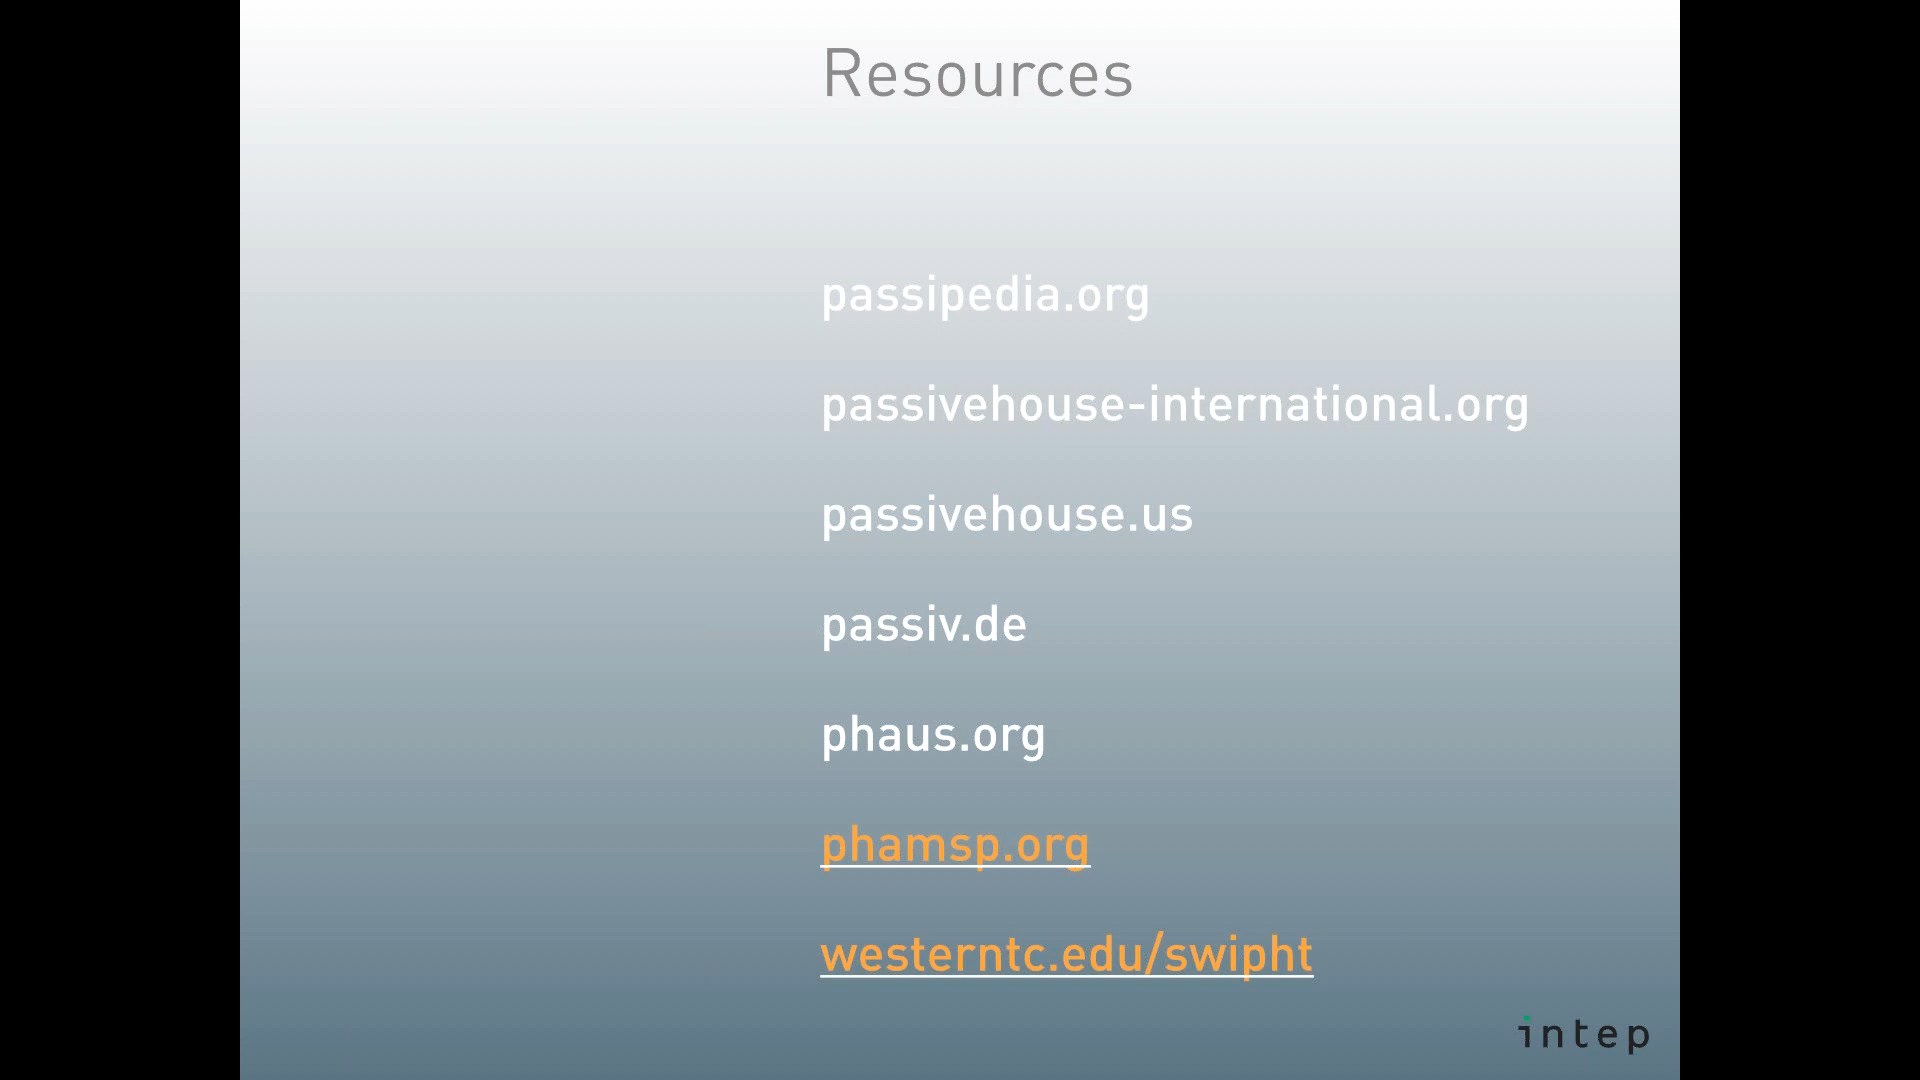 Resources
passipedia.org
passivehouse-international.org
passivehouse.us
passiv.de
phaus.org
phamsp.org
westerntc.edu/swipht
intep